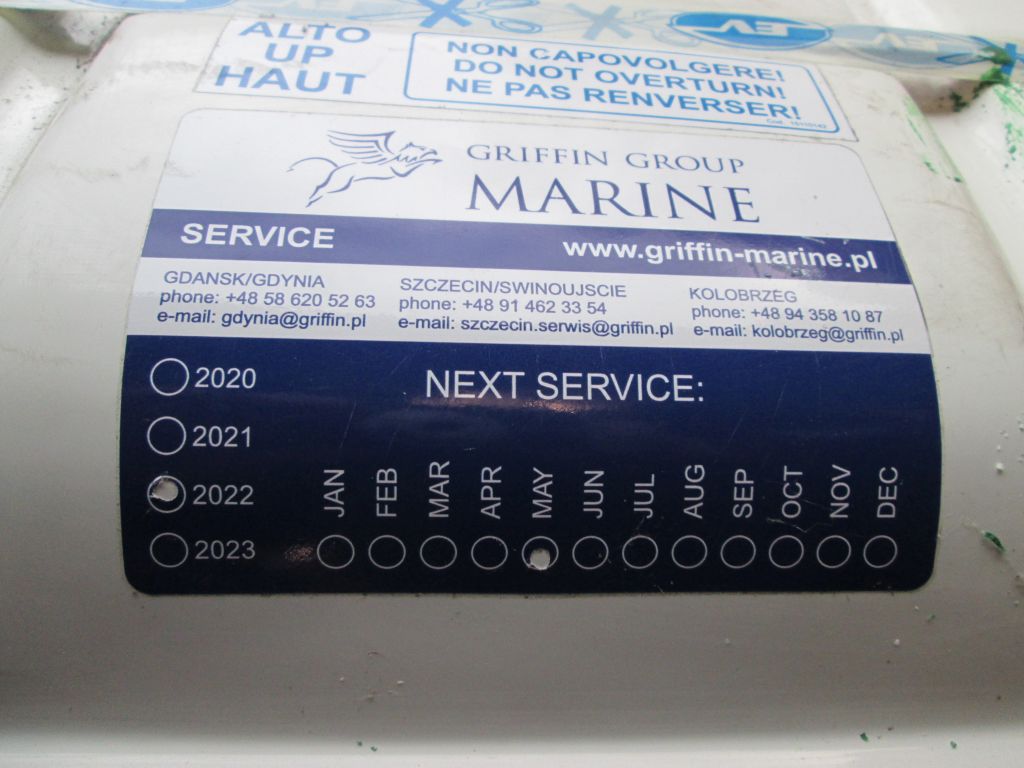 ALTO
UP
HAUT
NON CAPOVOLGERE!
DO NOT OVERTURN!
NE PAS RENVERSER!
GRIFFIN GROUP
MARINE
SERVICE
www.griffin-marine.pl
GDANSK/GDYNIA
phone: +48 58 620 52 63
e-mail: gdynia@griffin.pl
SZCZECIN/SWINOUJSCIE
phone: +48 91 462 33 54
e-mail: szczecin.serwis@griffin.pl
KOLOBRZEG
phone: +48 94 358 10 87
e-mail: kolobrzeg@griffin.pl
NEXT SERVICE:
2020
2021
2022
2023
JAN
FEB
MAR
APR
MAY
JUN
JUL
AUG
SEP
OCT
NOV
DEC